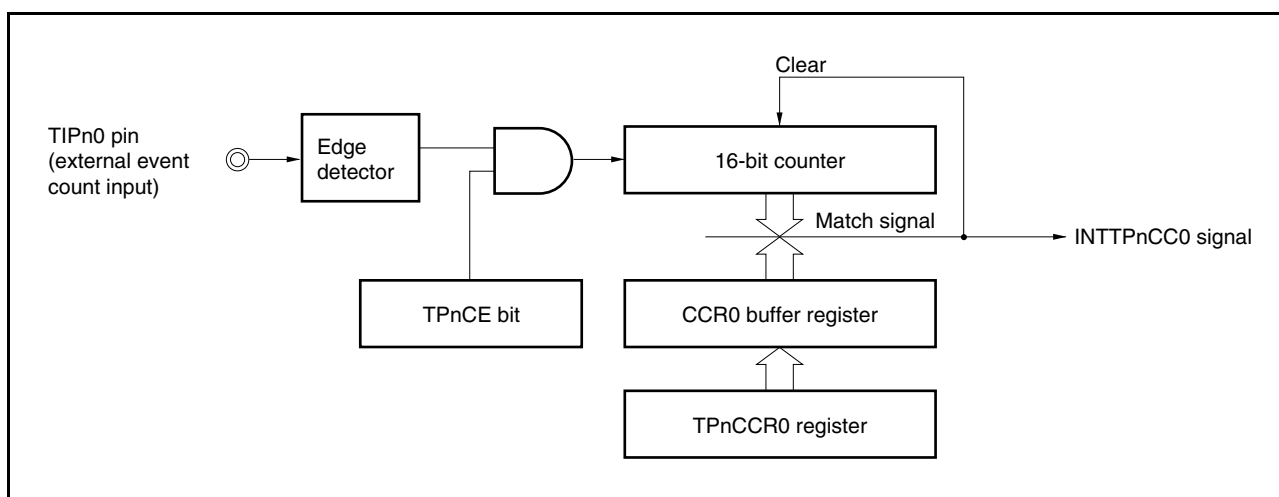 Clear
TIPn0 pin
(external event
count input)
Edge
detector
16-bit counter
Match signal
INTTPnCC0 signal
TPnCE bit
CCR0 buffer register
TPnCCR0 register